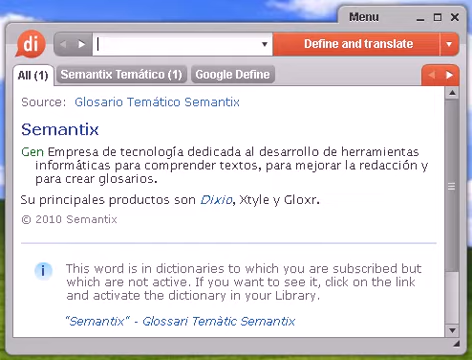 Menu
di
Define and translate
All (1)
Semantix Temático (1)
Google Define
Source: Glosario Temático Semantix
Semantix
Gen Empresa de tecnología dedicada al desarrollo de herramientas
informáticas para comprender textos, para mejorar la redacción y
para crear glosarios.
Su principales productos son Dixio, Xtyle y Gloxr.
© 2010 Semantix
i
This word is in dictionaries to which you are subscribed but
which are not active. If you want to see it, click on the link
and activate the dictionary in your Library.
"Semantix" - Glossari Temàtic Semantix